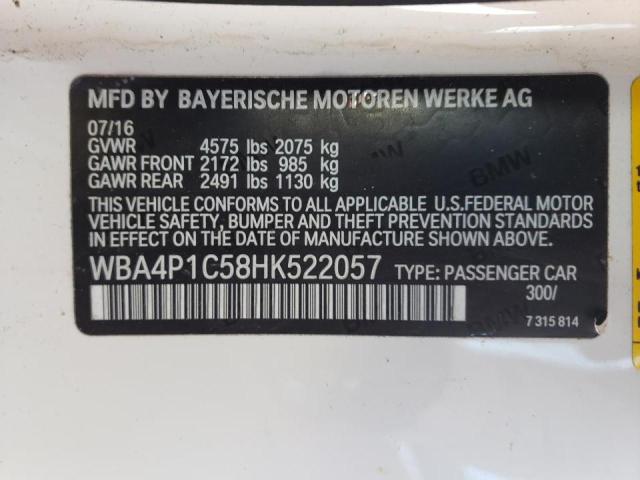 MFD BY BAYERISCHE MOTOREN WERKE AG
07/16
GVWR 4575 lbs 2075 kg
GAWR FRONT 2172 lbs 985 kg
GAWR REAR 2491 lbs 1130 kg
THIS VEHICLE CONFORMS TO ALL APPLICABLE U.S.FEDERAL MOTOR
VEHICLE SAFETY, BUMPER AND THEFT PREVENTION STANDARDS
IN EFFECT ON THE DATE OF MANUFACTURE SHOWN ABOVE.
WBA4P1C58HK522057 TYPE: PASSENGER CAR
300/
7 315 814
BMW
BMW